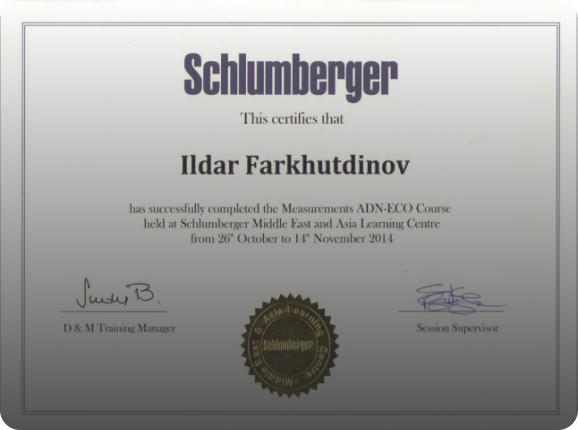 Schlumberger
This certifies that
Ildar Farkhutdinov
has successfully completed the Measurements ADN-ECO Course
held at Schlumberger Middle East and Asia Learning Centre
from 26th October to 14th November 2014
D & M Training Manager
Session Supervisor
Middle East & Asia Learning Centre
Schlumberger